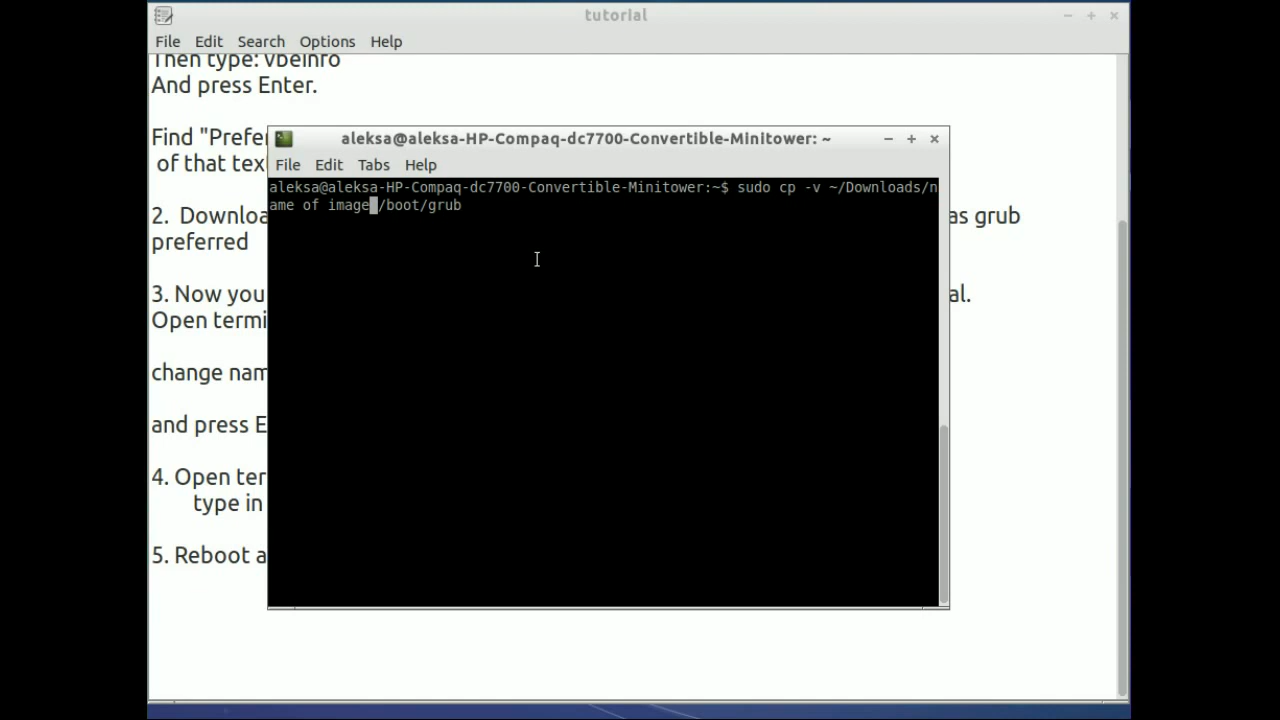 tutorial
File Edit Search Options Help
Then type: vbeinfo
And press Enter.
Find "Prefer
of that tex
2. Downloa as grub
preferred
3. Now you al.
Open termi
change nam
and press E
4. Open ter
type in
5. Reboot a
aleksa@aleksa-HP-Compaq-dc7700-Convertible-Minitower: ~
File Edit Tabs Help
aleksa@aleksa-HP-Compaq-dc7700-Convertible-Minitower:~$ sudo cp -v ~/Downloads/n
ame of image /boot/grub